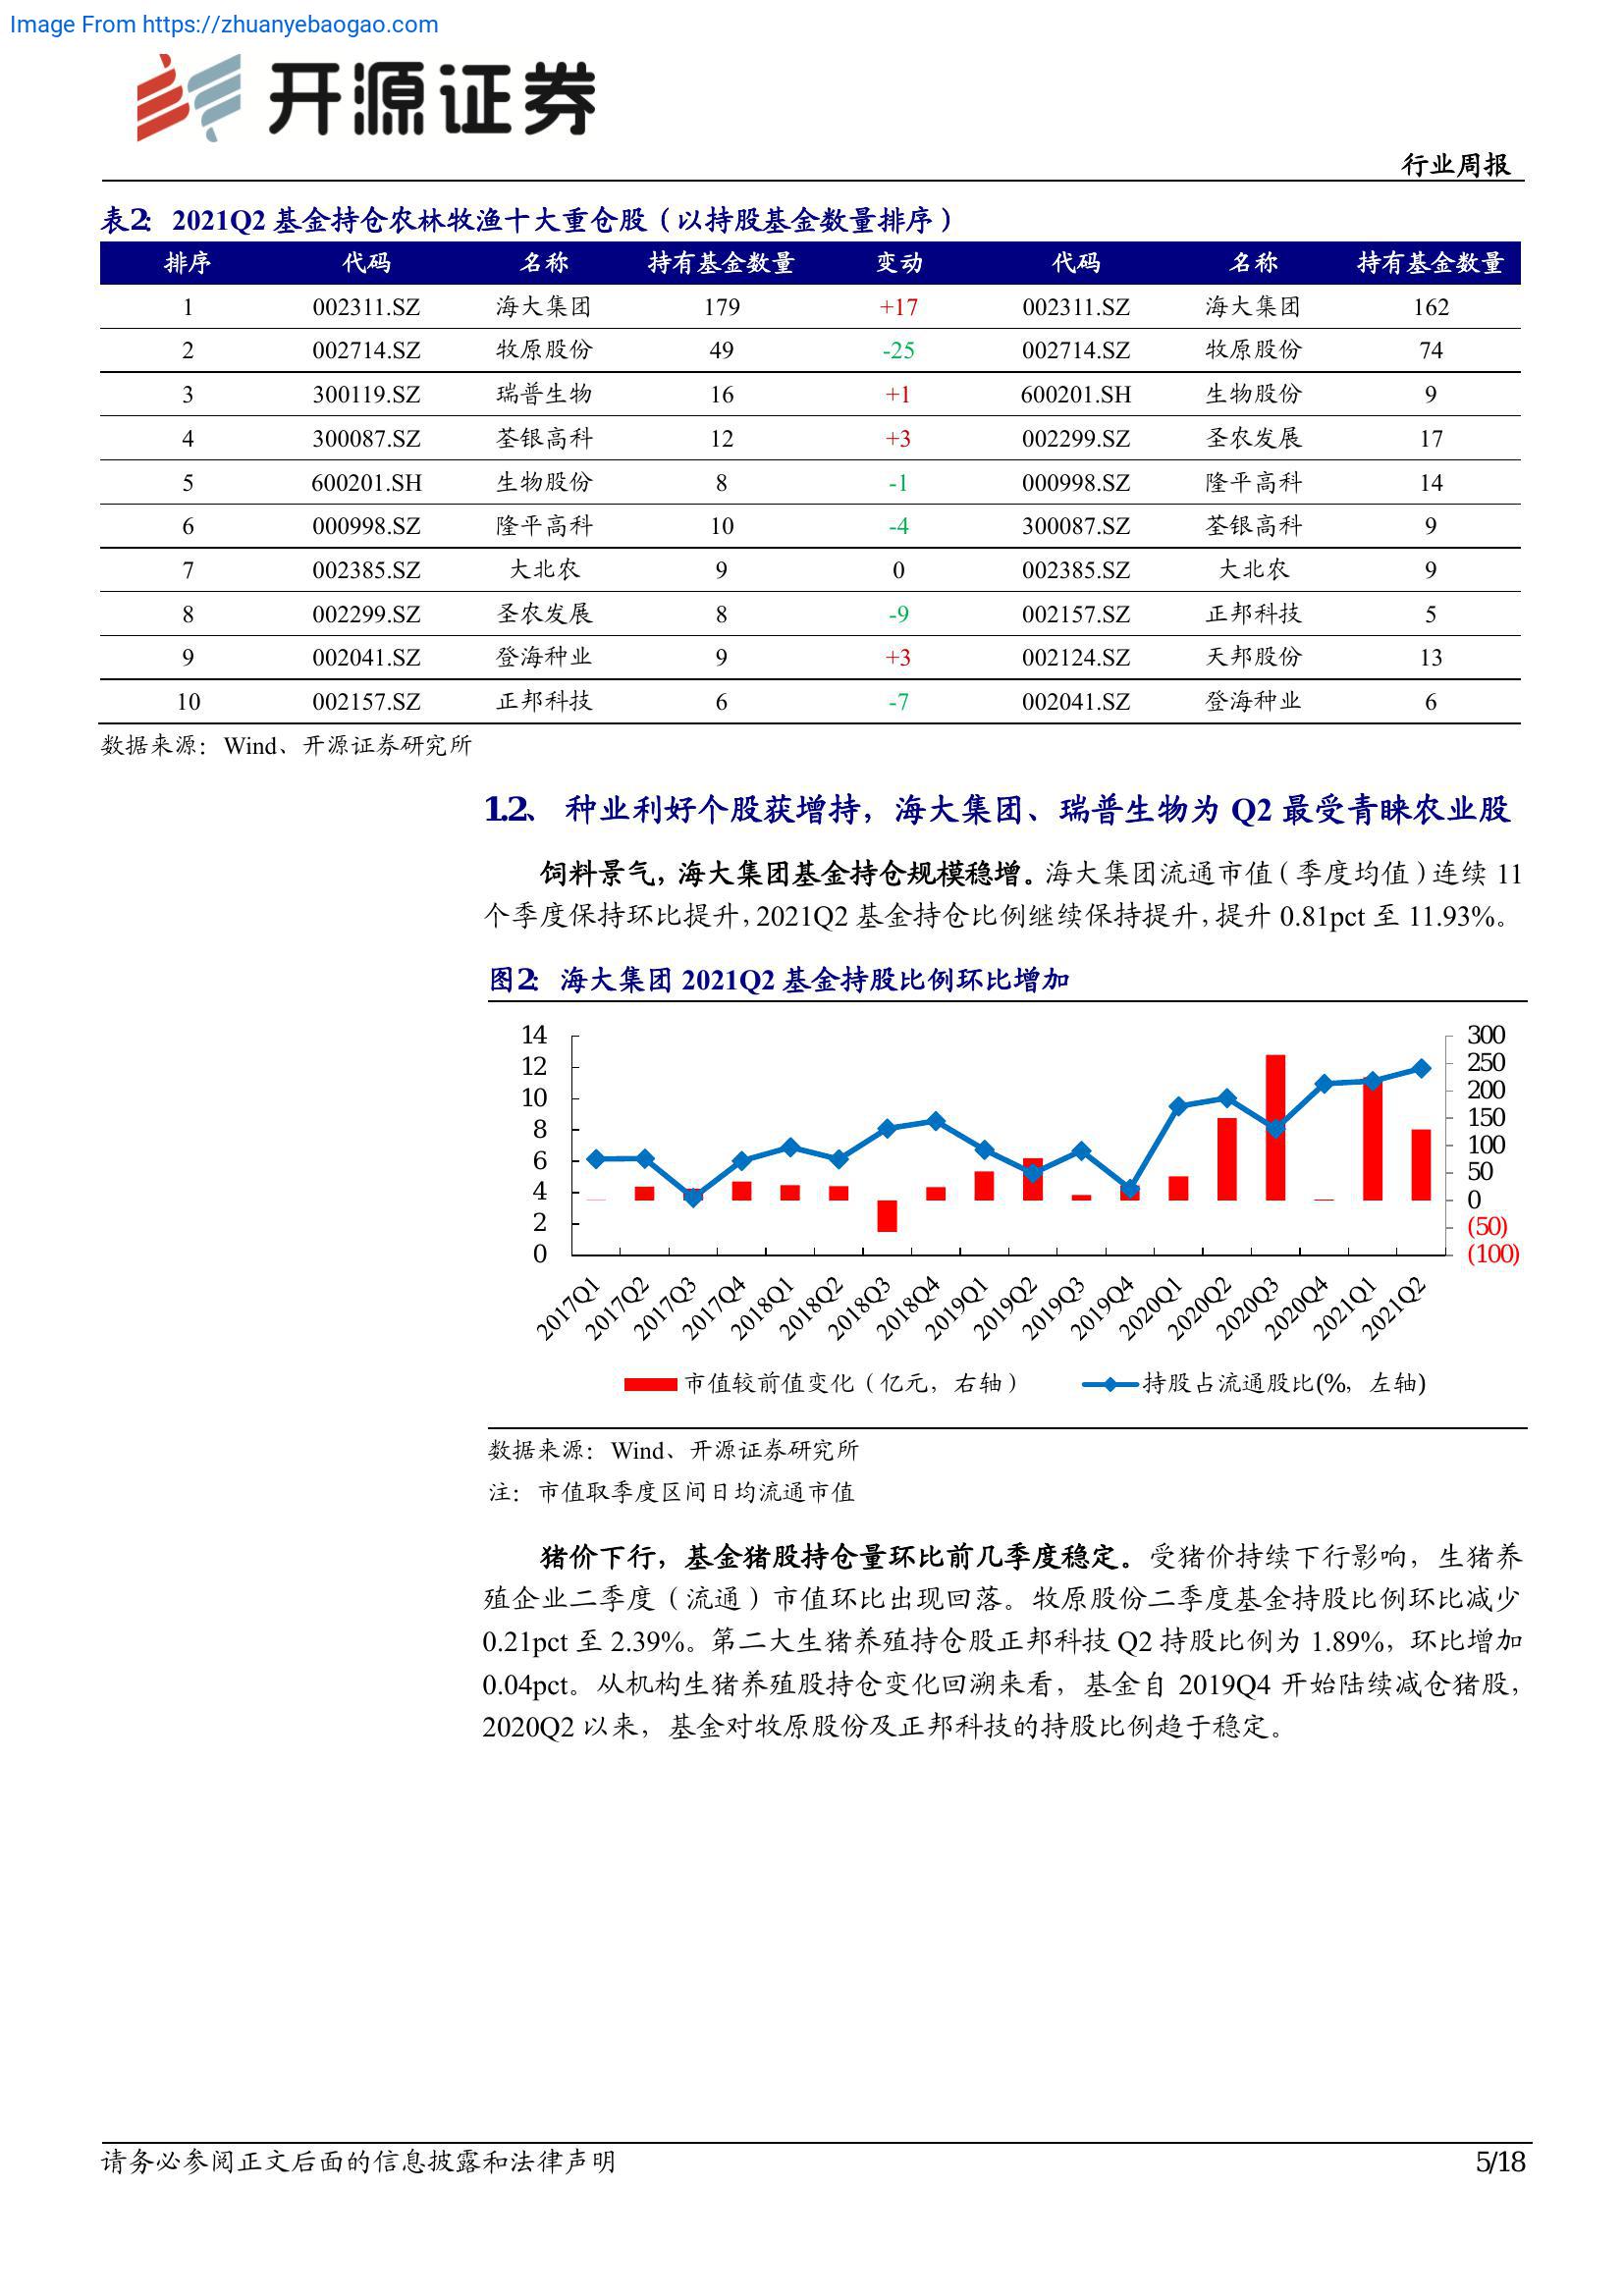 Image From https://zhuanyebaogao.com
开源证券
行业周报
表2： 2021Q2 基金持仓农林牧渔十大重仓股（以持股基金数量排序）
排序 代码 名称 持有基金数量 变动 代码 名称 持有基金数量
1 002311.SZ 海大集团 179 +17 002311.SZ 海大集团 162
2 002714.SZ 牧原股份 49 -25 002714.SZ 牧原股份 74
3 300119.SZ 瑞普生物 16 +1 600201.SH 生物股份 9
4 300087.SZ 荃银高科 12 +3 002299.SZ 圣农发展 17
5 600201.SH 生物股份 8 -1 000998.SZ 隆平高科 14
6 000998.SZ 隆平高科 10 -4 300087.SZ 荃银高科 9
7 002385.SZ 大北农 9 0 002385.SZ 大北农 9
8 002299.SZ 圣农发展 8 -9 002157.SZ 正邦科技 5
9 002041.SZ 登海种业 9 +3 002124.SZ 天邦股份 13
10 002157.SZ 正邦科技 6 -7 002041.SZ 登海种业 6
数据来源：Wind、开源证券研究所
1.2、 种业利好个股获增持，海大集团、瑞普生物为 Q2 最受青睐农业股
饲料景气，海大集团基金持仓规模稳增。海大集团流通市值（季度均值）连续 11
个季度保持环比提升，2021Q2 基金持仓比例继续保持提升，提升 0.81pct 至 11.93%。
图2： 海大集团 2021Q2 基金持股比例环比增加
14 300
12 250
10 200
8 150
6 100
4 50
2 0
0 (50)
(100)
2017Q1 2017Q2 2017Q3 2017Q4 2018Q1 2018Q2 2018Q3 2018Q4 2019Q1 2019Q2 2019Q3 2019Q4 2020Q1 2020Q2 2020Q3 2020Q4 2021Q1 2021Q2
市值较前值变化（亿元，右轴） 持股占流通股比(%，左轴)
数据来源：Wind、开源证券研究所
注：市值取季度区间日均流通市值
猪价下行，基金猪股持仓量环比前几季度稳定。受猪价持续下行影响，生猪养
殖企业二季度（流通）市值环比出现回落。牧原股份二季度基金持股比例环比减少
0.21pct 至 2.39%。第二大生猪养殖持仓股正邦科技 Q2 持股比例为 1.89%，环比增加
0.04pct。从机构生猪养殖股持仓变化回溯来看，基金自 2019Q4 开始陆续减仓猪股，
2020Q2 以来，基金对牧原股份及正邦科技的持股比例趋于稳定。
请务必参阅正文后面的信息披露和法律声明 5/18